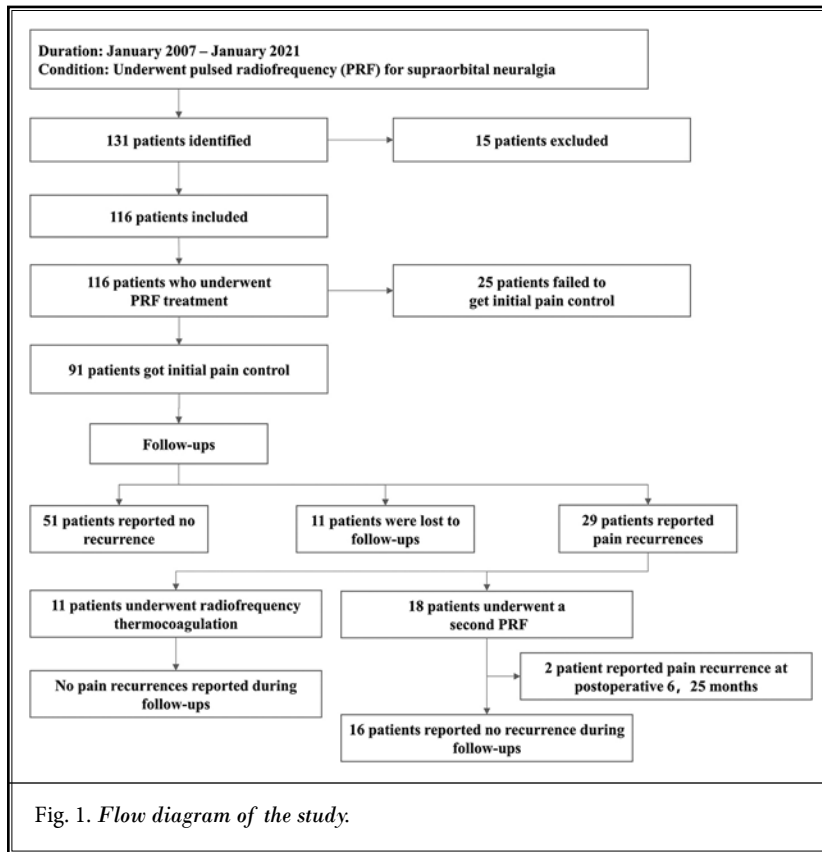 Duration: January 2007 – January 2021
Condition: Underwent pulsed radiofrequency (PRF) for supraorbital neuralgia
131 patients identified
15 patients excluded
116 patients included
116 patients who underwent
PRF treatment
25 patients failed to
get initial pain control
91 patients got initial pain control
Follow-ups
51 patients reported no
recurrence
11 patients were lost to
follow-ups
29 patients reported
pain recurrences
11 patients underwent radiofrequency
thermocoagulation
18 patients underwent a
second PRF
2 patient reported pain recurrence at
postoperative 6，25 months
No pain recurrences reported during
follow-ups
16 patients reported no recurrence during
follow-ups
Fig. 1. Flow diagram of the study.